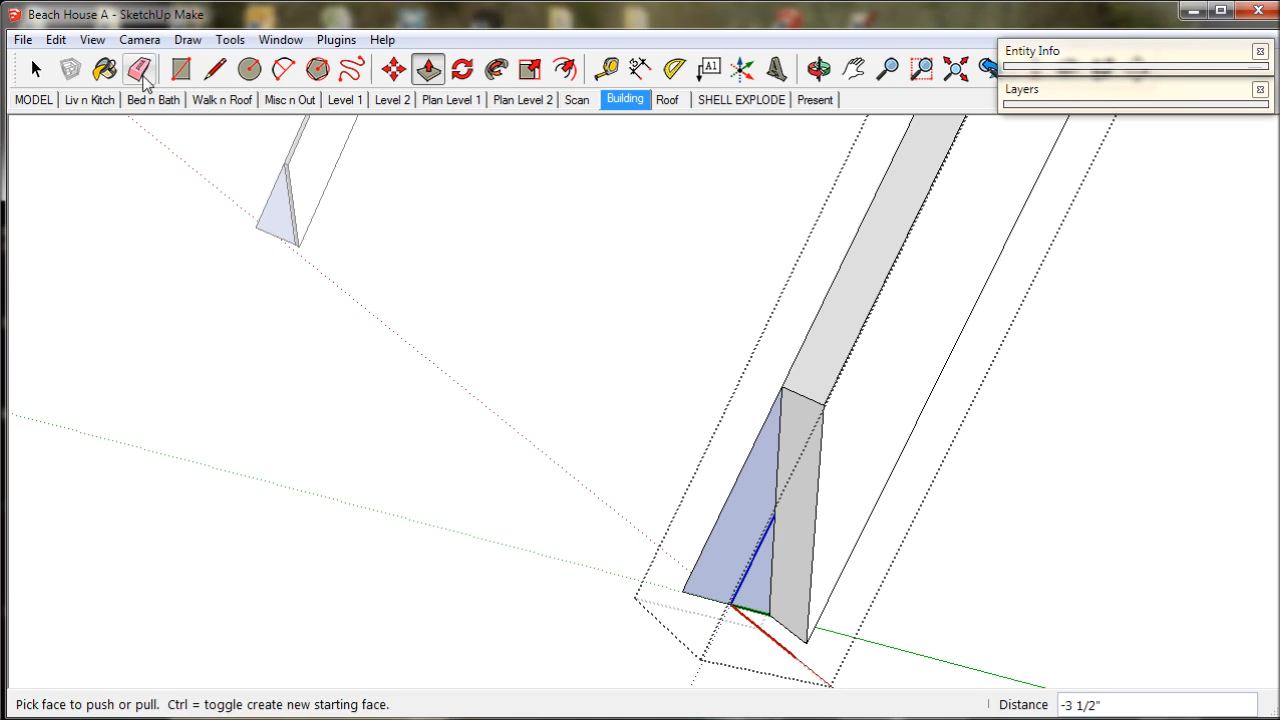 Beach House A - SketchUp Make
File Edit View Camera Draw Tools Window Plugins Help
Entity Info
A1
Layers
MODEL Liv n Kitch Bed n Bath Walk n Roof Misc n Out Level 1 Level 2 Plan Level 1 Plan Level 2 Scan Building Roof SHELL EXPLODE Present
Pick face to push or pull. Ctrl = toggle create new starting face. Distance -3 1/2"